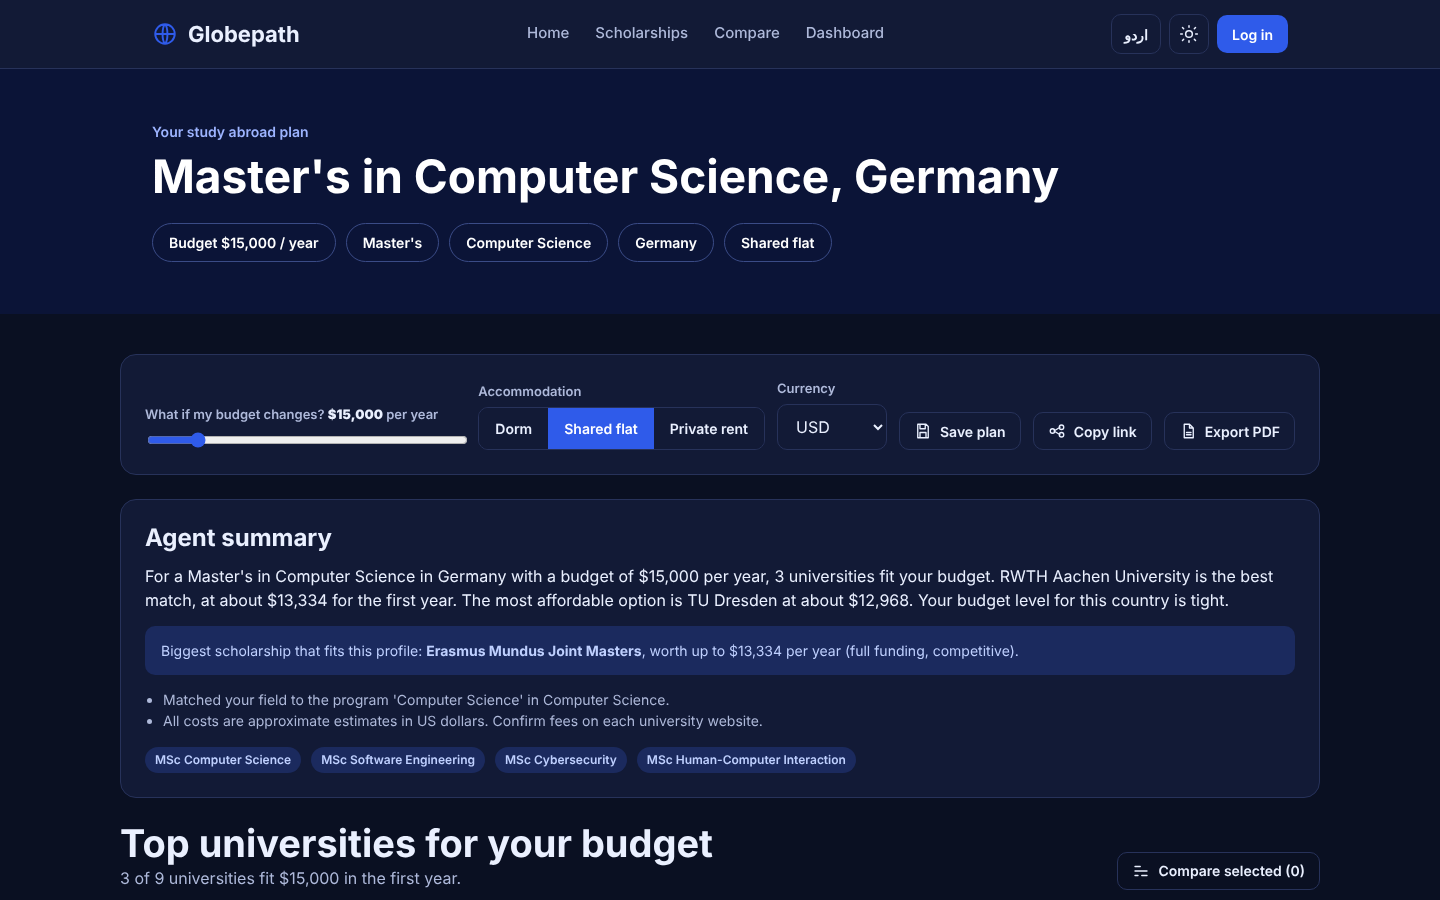 Globepath
Home Scholarships Compare Dashboard
اردو
Log in
Your study abroad plan
Master's in Computer Science, Germany
Budget $15,000 / year
Master's
Computer Science
Germany
Shared flat
What if my budget changes? $15,000 per year
Accommodation
Dorm Shared flat Private rent
Currency
USD
Save plan
Copy link
Export PDF
Agent summary
For a Master's in Computer Science in Germany with a budget of $15,000 per year, 3 universities fit your budget. RWTH Aachen University is the best
match, at about $13,334 for the first year. The most affordable option is TU Dresden at about $12,968. Your budget level for this country is tight.
Biggest scholarship that fits this profile: Erasmus Mundus Joint Masters, worth up to $13,334 per year (full funding, competitive).
Matched your field to the program 'Computer Science' in Computer Science.
All costs are approximate estimates in US dollars. Confirm fees on each university website.
MSc Computer Science
MSc Software Engineering
MSc Cybersecurity
MSc Human-Computer Interaction
Top universities for your budget
3 of 9 universities fit $15,000 in the first year.
Compare selected (0)